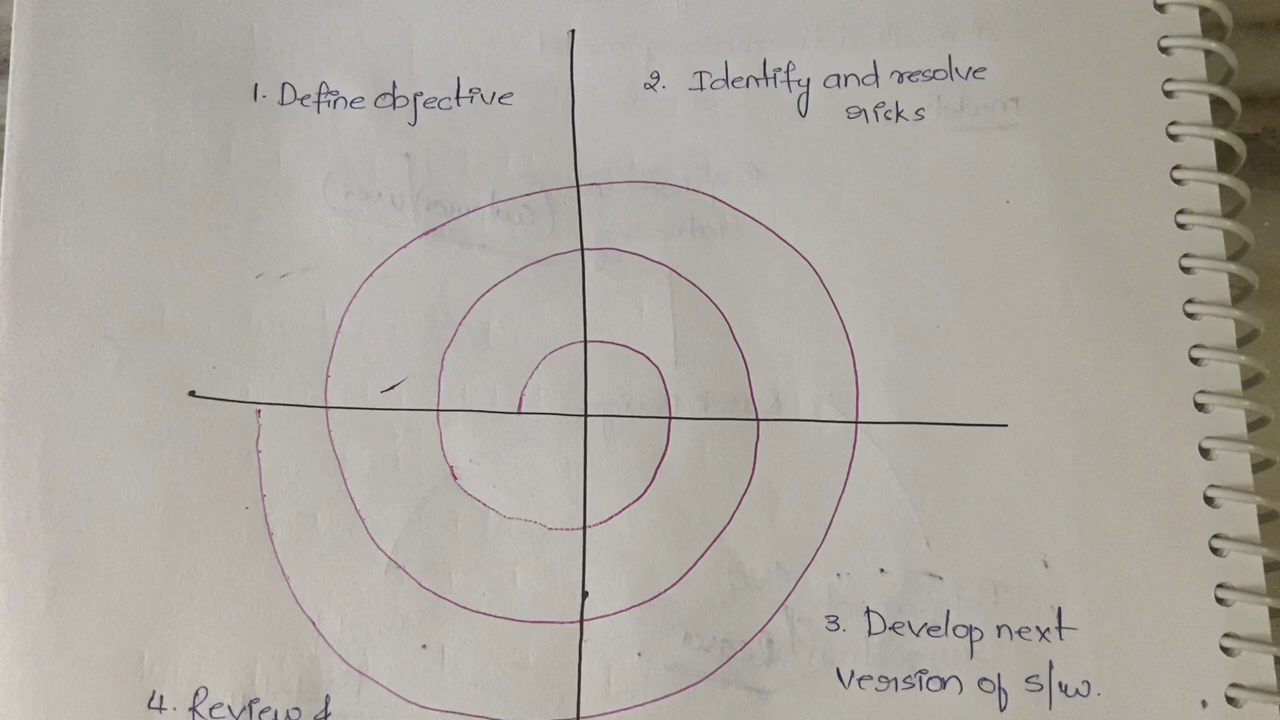 1. Define objective
2. Identify and resolve
risks
3. Develop next
version of s/w.
4. Review &